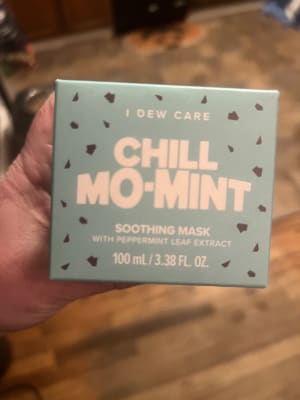 I DEW CARE
CHILL
MO-MINT
SOOTHING MASK
WITH PEPPERMINT LEAF EXTRACT
100 mL / 3.38 FL. OZ.